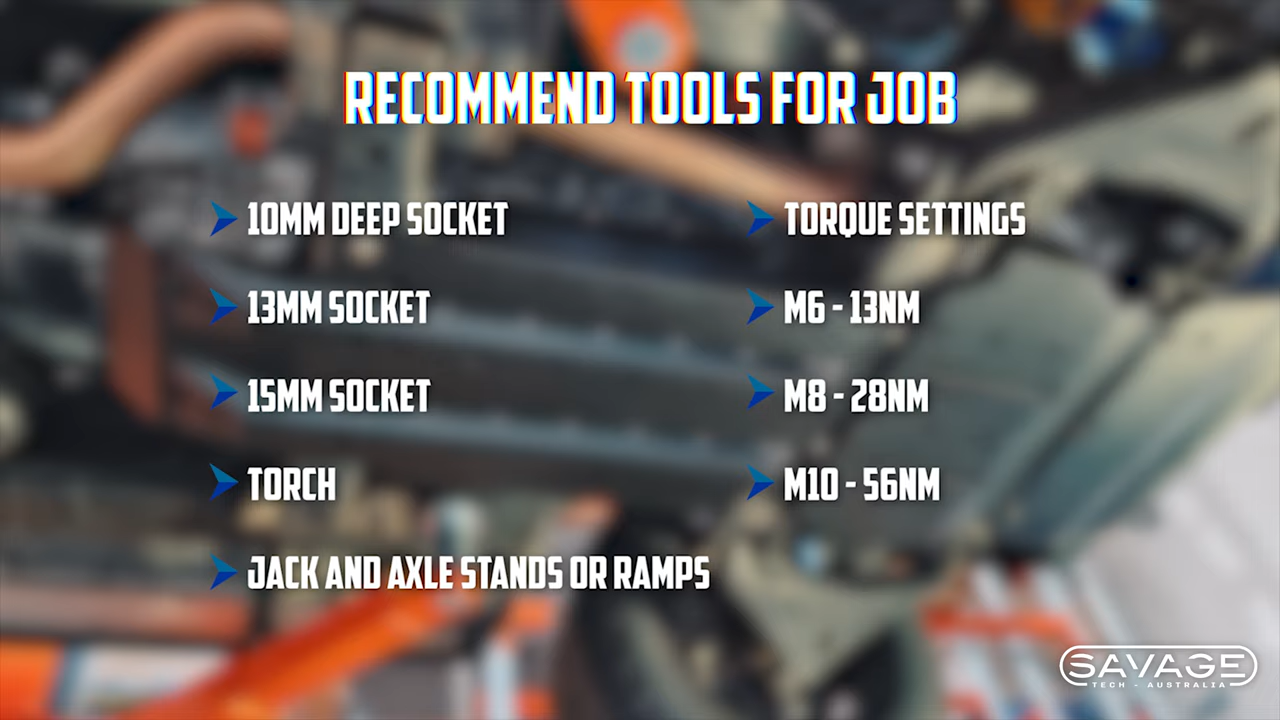 RECOMMEND TOOLS FOR JOB
10MM DEEP SOCKET
13MM SOCKET
15MM SOCKET
TORCH
JACK AND AXLE STANDS OR RAMPS
TORQUE SETTINGS
M6 - 13NM
M8 - 28NM
M10 - 56NM
SAVAGE
TECH - AUSTRALIA